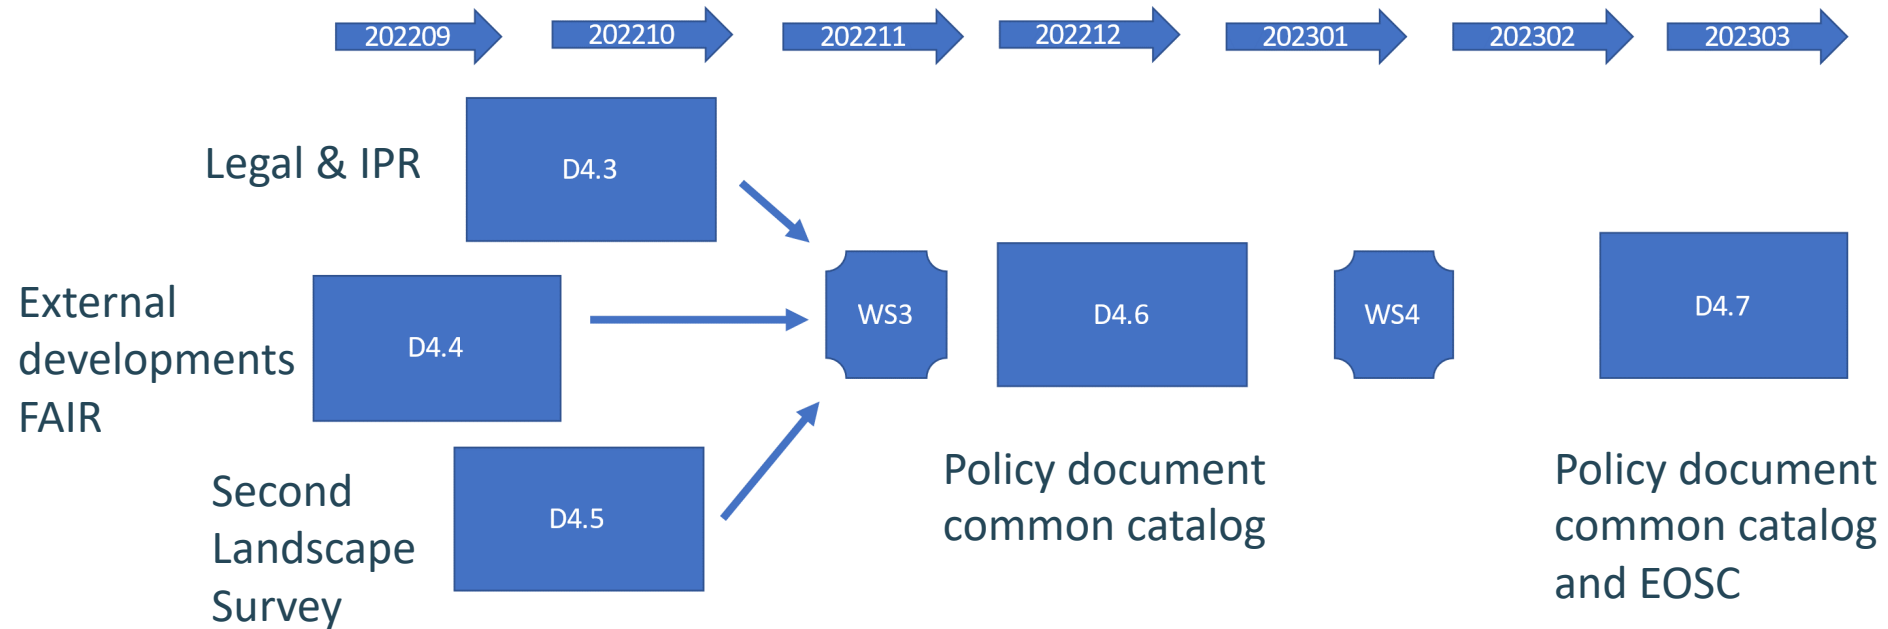 202209
202210
202211
202212
202301
202302
202303
Legal & IPR
D4.3
External
developments
FAIR
D4.4
Second
Landscape
Survey
D4.5
WS3
D4.6
Policy document
common catalog
WS4
D4.7
Policy document
common catalog
and EOSC